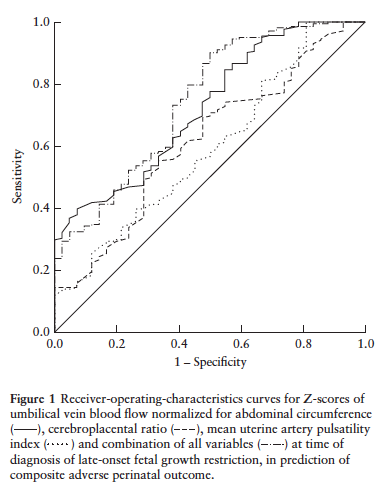 1.0
0.8
0.6
0.4
0.2
0.0
Sensitivity
0.0 0.2 0.4 0.6 0.8 1.0
1 – Specificity
Figure 1 Receiver-operating-characteristics curves for Z-scores of
umbilical vein blood flow normalized for abdominal circumference
(——), cerebroplacental ratio (---), mean uterine artery pulsatility
index (·····) and combination of all variables (—·—) at time of
diagnosis of late-onset fetal growth restriction, in prediction of
composite adverse perinatal outcome.